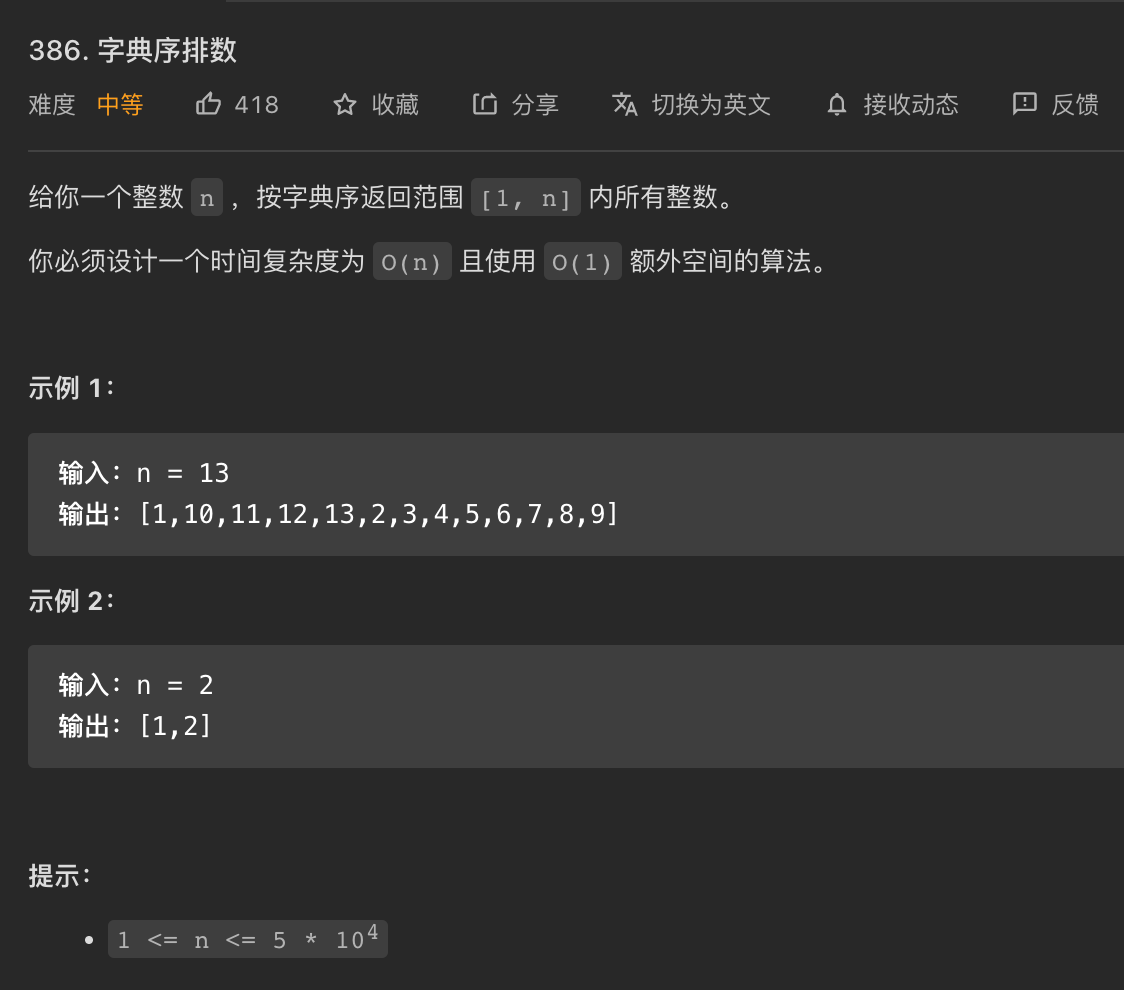 386. 字典序排数
难度 中等 418 收藏 分享 切换为英文 接收动态 反馈
给你一个整数 n ，按字典序返回范围 [1, n] 内所有整数。
你必须设计一个时间复杂度为 O(n) 且使用 O(1) 额外空间的算法。
示例 1：
输入：n = 13
输出：[1,10,11,12,13,2,3,4,5,6,7,8,9]
示例 2：
输入：n = 2
输出：[1,2]
提示：
• 1 <= n <= 5 * 10⁴